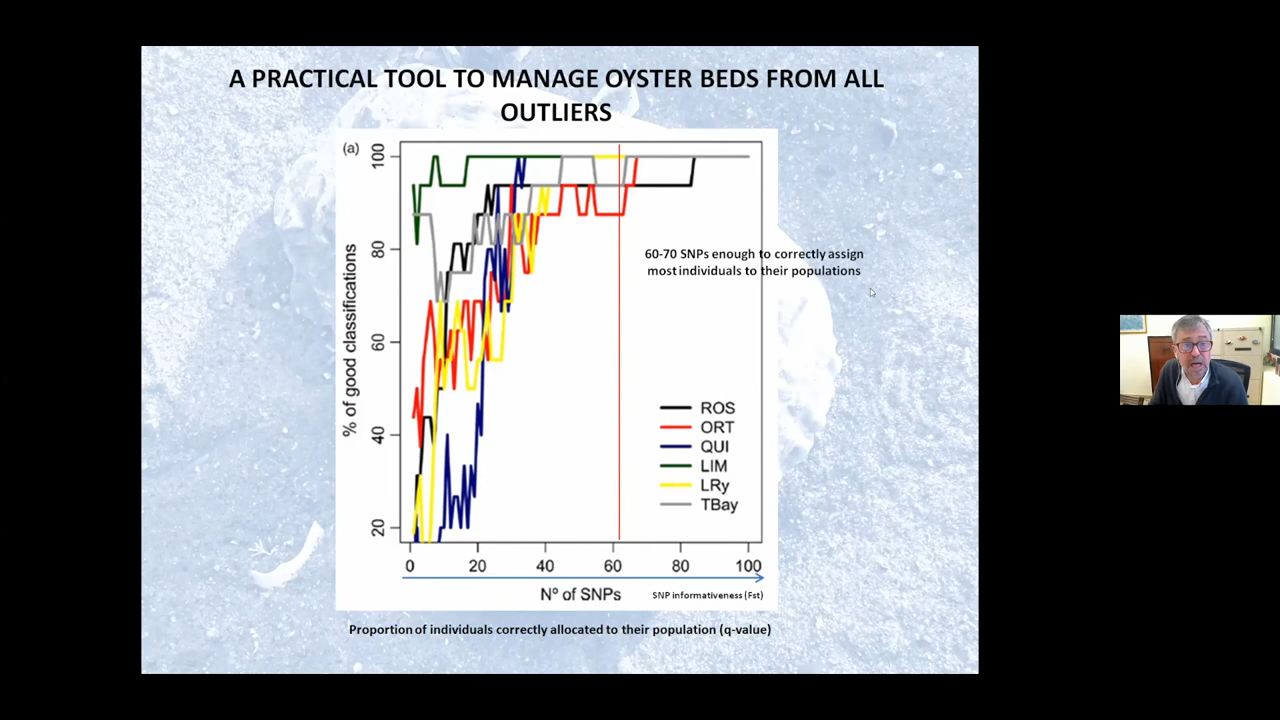 A PRACTICAL TOOL TO MANAGE OYSTER BEDS FROM ALL
OUTLIERS
(a)
100
80
60
40
20
% of good classifications
60-70 SNPs enough to correctly assign
most individuals to their populations
ROS
ORT
QUI
LIM
LRy
TBay
0 20 40 60 80 100
Nº of SNPs
SNP informativeness (Fst)
Proportion of individuals correctly allocated to their population (q-value)